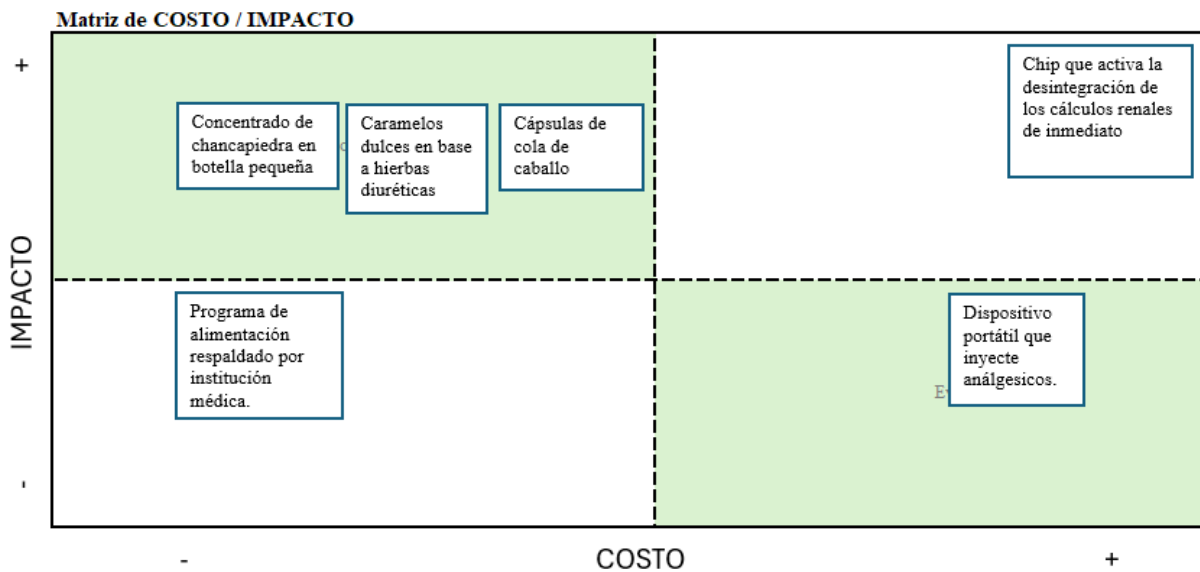 Matriz de COSTO / IMPACTO
+
Chip que activa la
desintegración de
los cálculos renales
de inmediato
Concentrado de
chancapiedra en
botella pequeña
Caramelos
dulces en base
a hierbas
diuréticas
Cápsulas de
cola de
caballo
IMPACTO
Programa de
alimentación
respaldado por
institución
médica.
Dispositivo
portátil que
inyecte
análgesicos.
-
-
COSTO
+